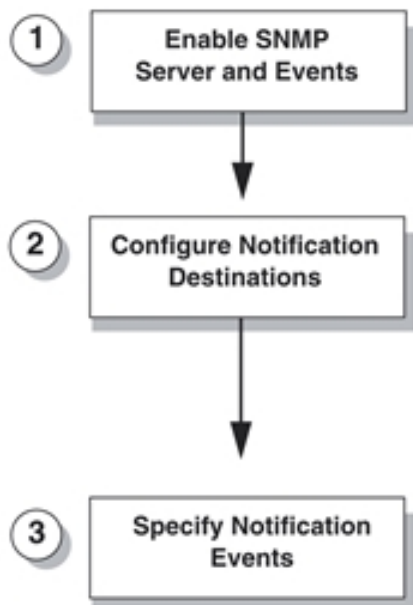 1
Enable SNMP
Server and Events
2
Configure Notification
Destinations
3
Specify Notification
Events